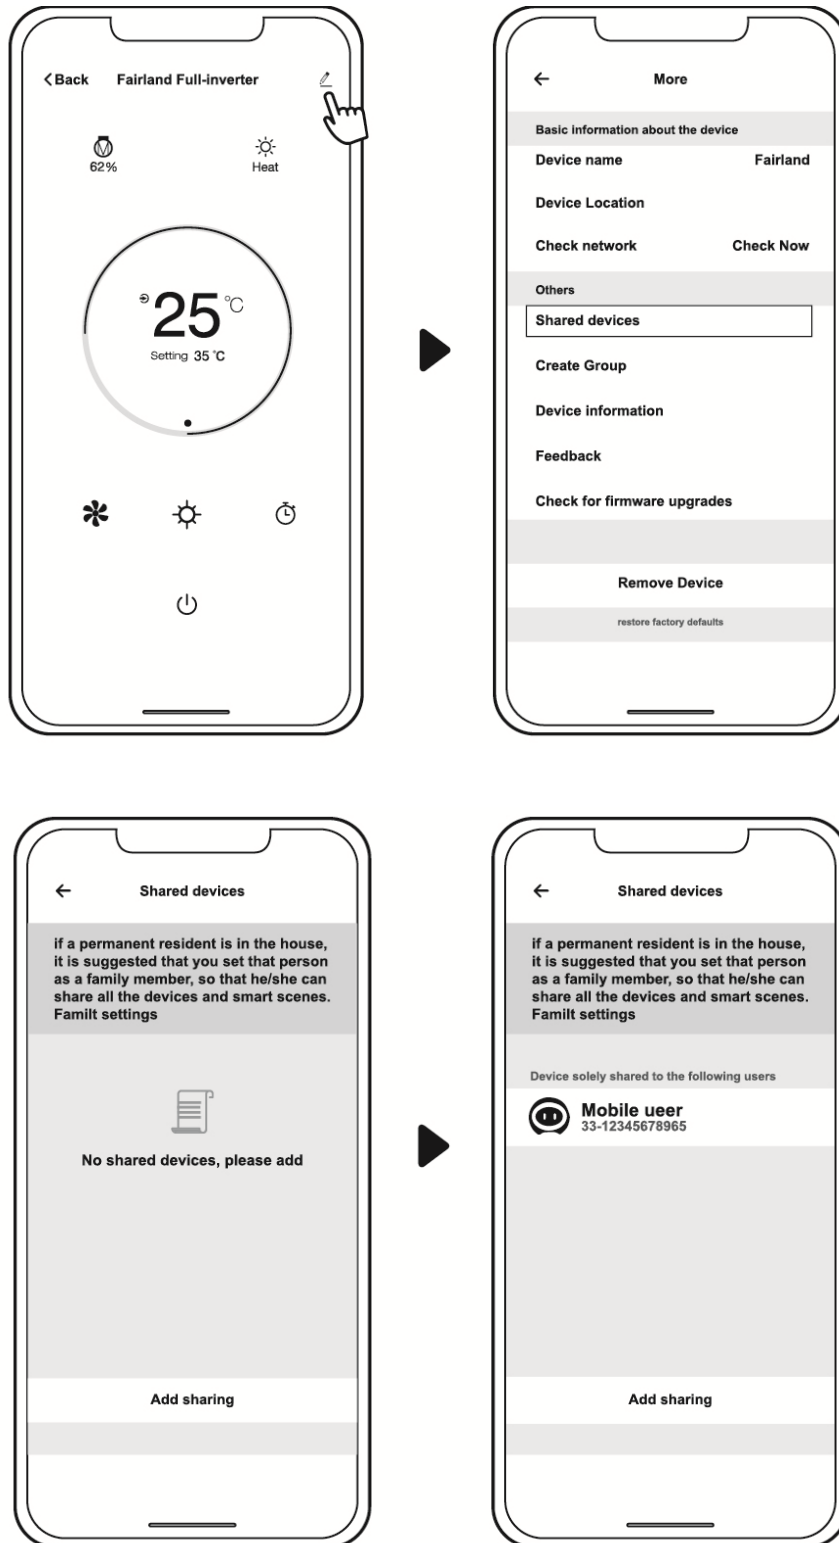 Back Fairland Full-inverter
62% Heat
25 °C
Setting 35 °C
More
Basic information about the device
Device name Fairland
Device Location
Check network Check Now
Others
Shared devices
Create Group
Device information
Feedback
Check for firmware upgrades
Remove Device
restore factory defaults
Shared devices
if a permanent resident is in the house,
it is suggested that you set that person
as a family member, so that he/she can
share all the devices and smart scenes.
Familt settings
No shared devices, please add
Add sharing
Shared devices
if a permanent resident is in the house,
it is suggested that you set that person
as a family member, so that he/she can
share all the devices and smart scenes.
Familt settings
Device solely shared to the following users
Mobile ueer
33-12345678965
Add sharing